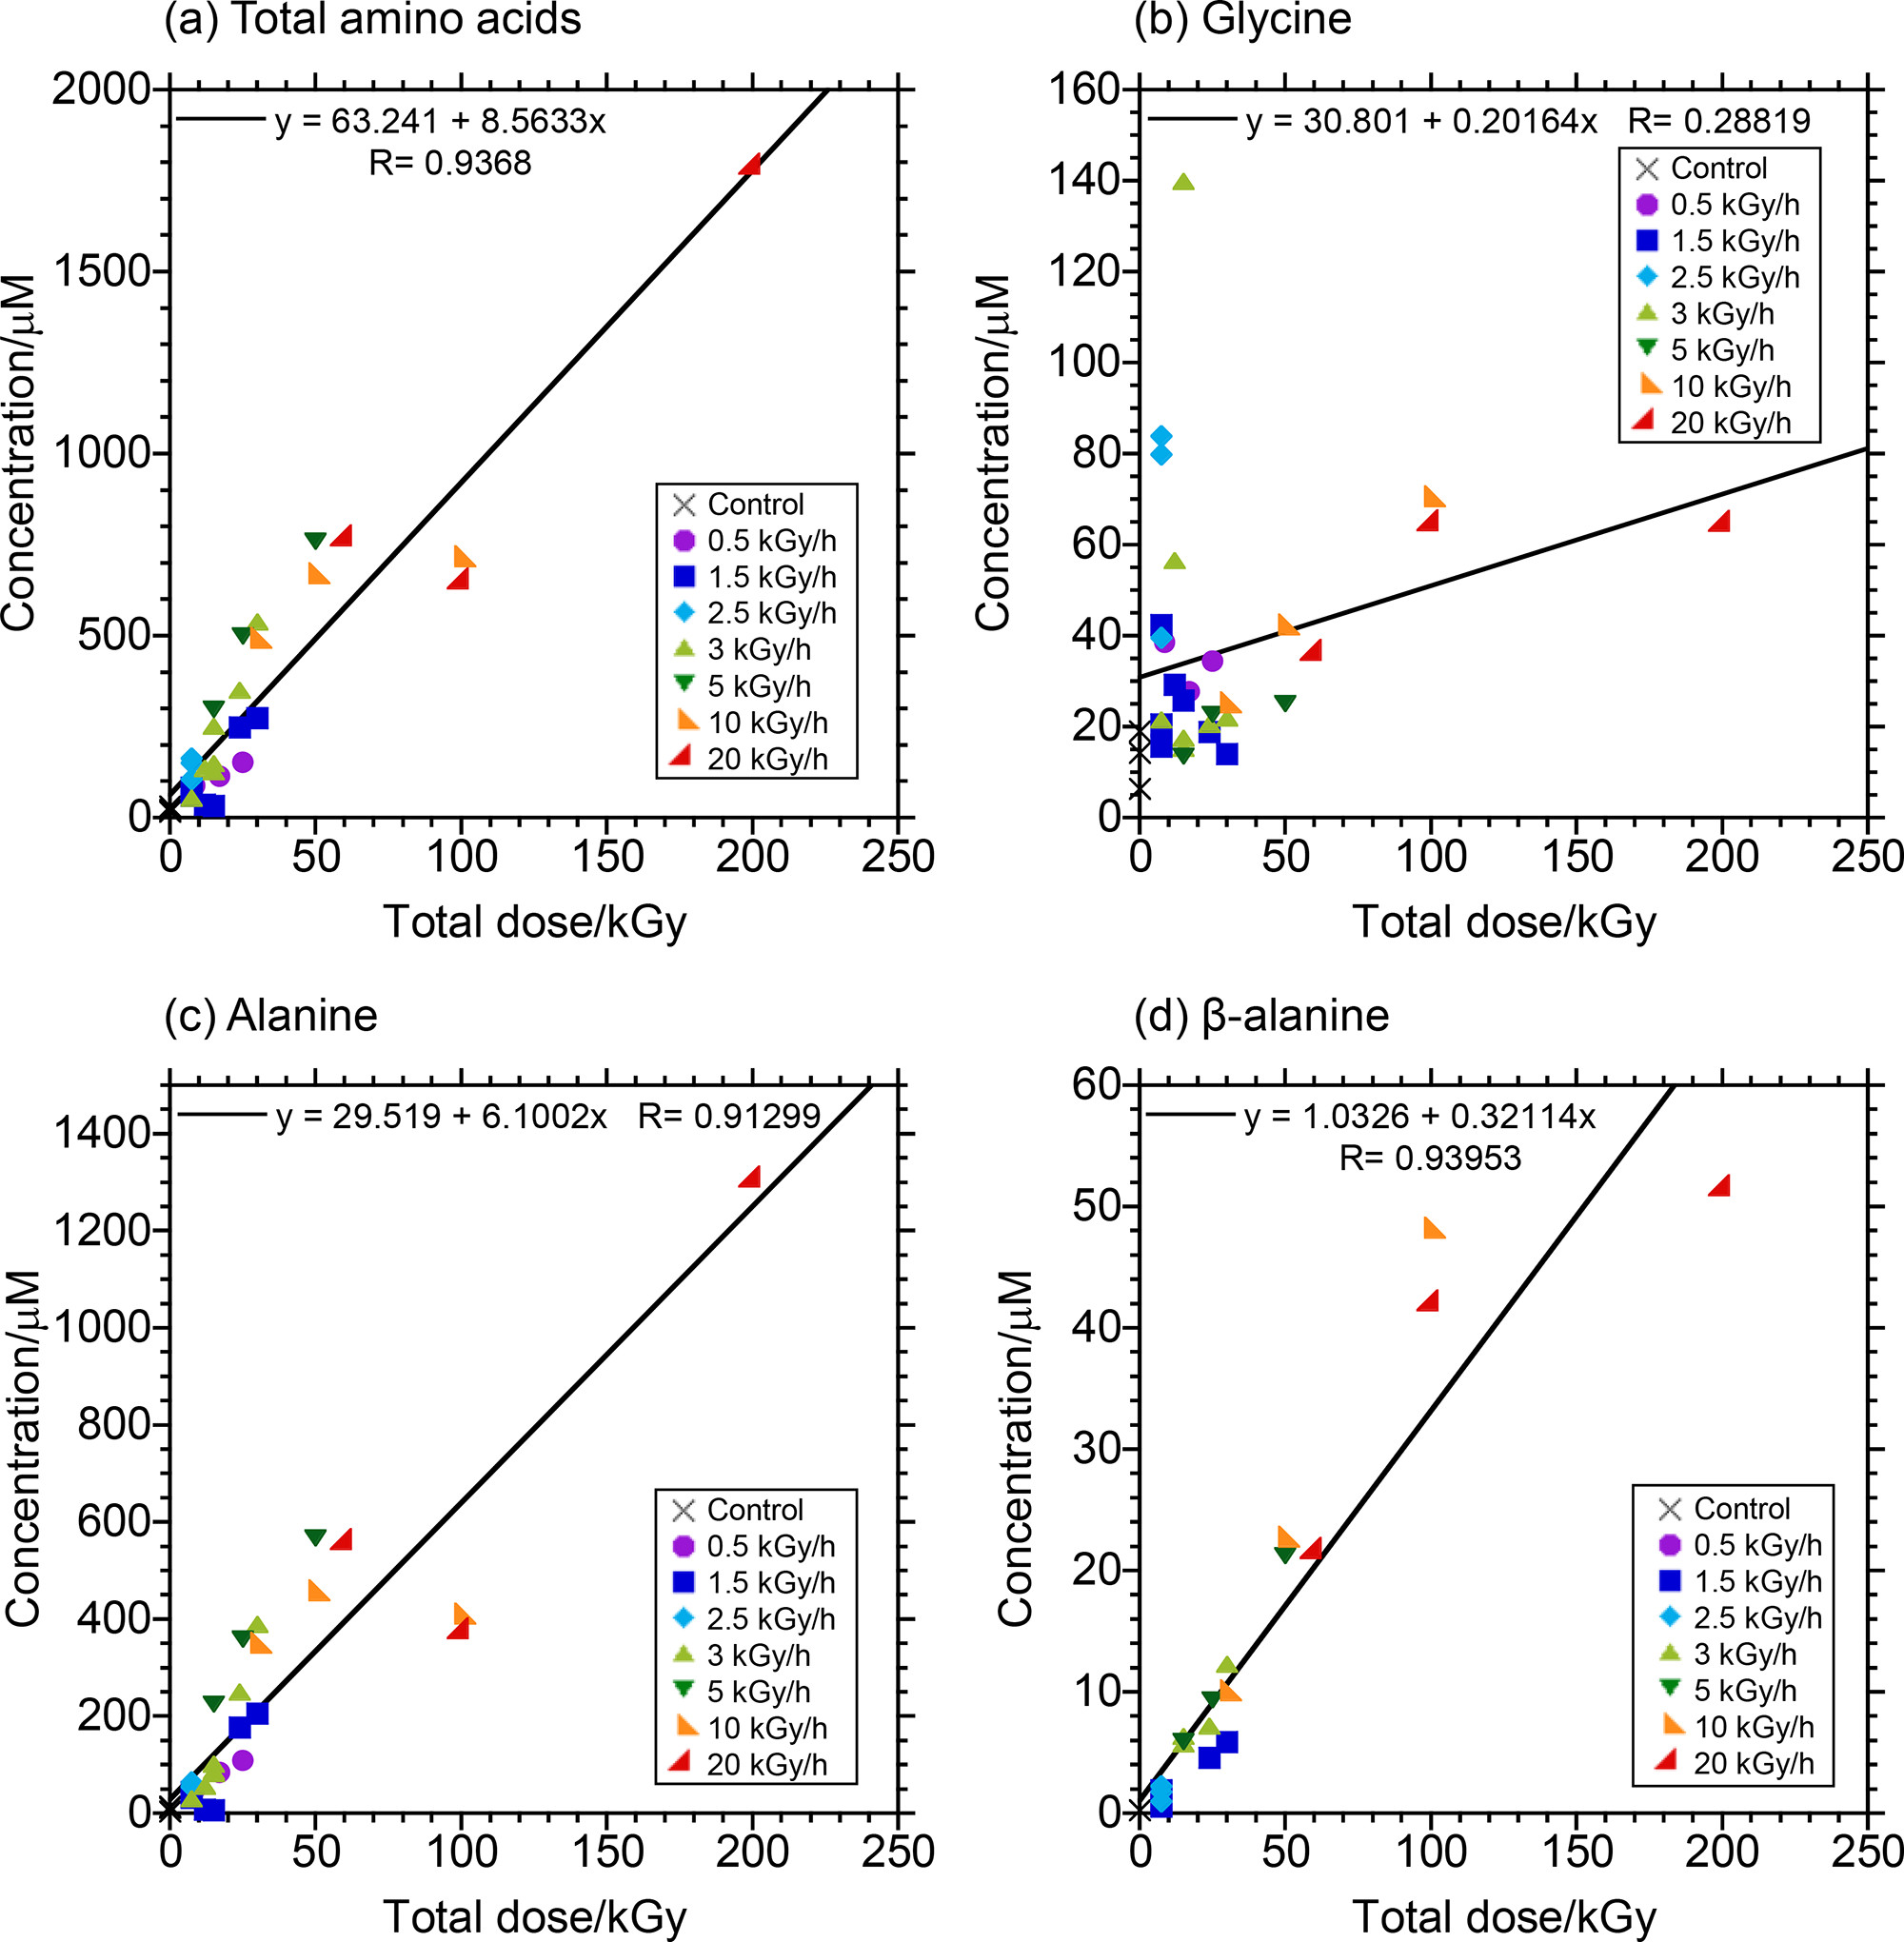 (a) Total amino acids
y = 63.241 + 8.5633x
R= 0.9368
2000
1500
1000
500
0
Concentration/μM
Control
0.5 kGy/h
1.5 kGy/h
2.5 kGy/h
3 kGy/h
5 kGy/h
10 kGy/h
20 kGy/h
0 50 100 150 200 250
Total dose/kGy
(b) Glycine
y = 30.801 + 0.20164x R= 0.28819
160
140
120
100
80
60
40
20
0
Concentration/μM
Control
0.5 kGy/h
1.5 kGy/h
2.5 kGy/h
3 kGy/h
5 kGy/h
10 kGy/h
20 kGy/h
0 50 100 150 200 250
Total dose/kGy
(c) Alanine
y = 29.519 + 6.1002x R= 0.91299
1400
1200
1000
800
600
400
200
0
Concentration/μM
Control
0.5 kGy/h
1.5 kGy/h
2.5 kGy/h
3 kGy/h
5 kGy/h
10 kGy/h
20 kGy/h
0 50 100 150 200 250
Total dose/kGy
(d) β-alanine
y = 1.0326 + 0.32114x
R= 0.93953
60
50
40
30
20
10
0
Concentration/μM
Control
0.5 kGy/h
1.5 kGy/h
2.5 kGy/h
3 kGy/h
5 kGy/h
10 kGy/h
20 kGy/h
0 50 100 150 200 250
Total dose/kGy